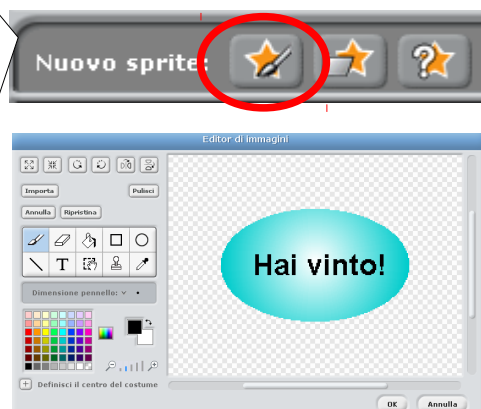 Nuovo sprite:
Editor di immagini
Importa
Pulisci
Annulla
Ripristina
T
Dimensione pennello:
Hai vinto!
Definisci il centro del costume
OK
Annulla